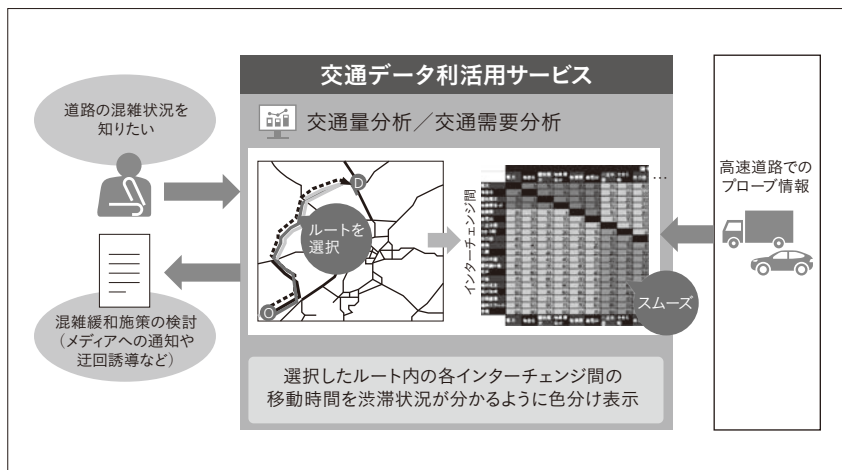 道路の混雑状況を
知りたい
混雑緩和施策の検討
（メディアへの通知や
迂回誘導など）
交通データ利活用サービス
交通量分析／交通需要分析
D
ルートを
選択
O
インターチェンジ間
…
スムーズ
選択したルート内の各インターチェンジ間の
移動時間を渋滞状況が分かるように色分け表示
高速道路での
プローブ情報